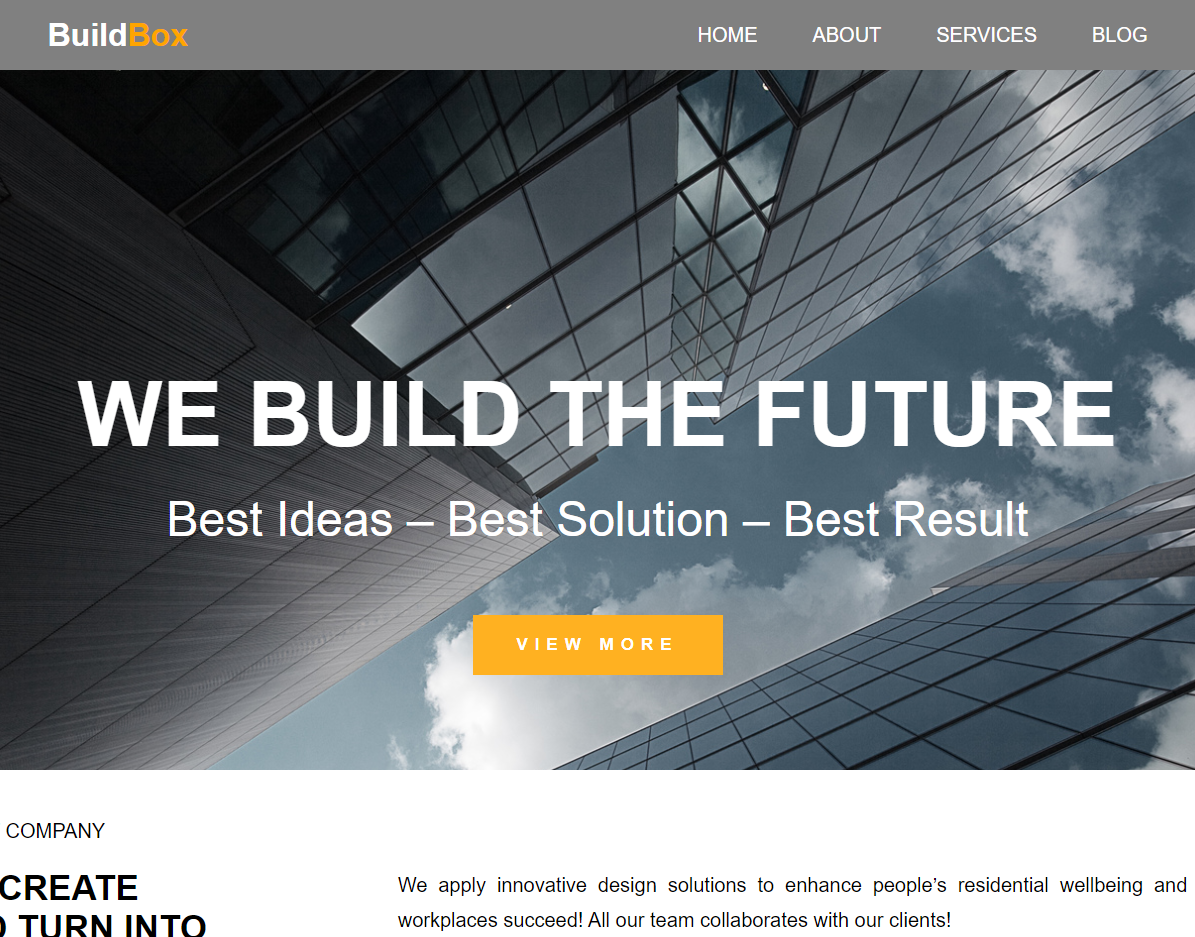 BuildBox
HOME ABOUT SERVICES BLOG
WE BUILD THE FUTURE
Best Ideas – Best Solution – Best Result
VIEW MORE
COMPANY
CREATE
TURN INTO
We apply innovative design solutions to enhance people’s residential wellbeing and
workplaces succeed! All our team collaborates with our clients!